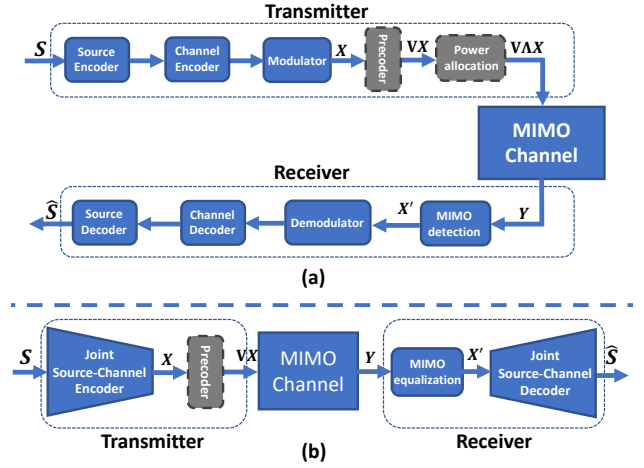 Transmitter
S
Source
Encoder
Channel
Encoder
Modulator
X
Precoder
VX
Power
allocation
VΛX
MIMO
Channel
Receiver
Ŝ
Source
Decoder
Channel
Decoder
Demodulator
X′
MIMO
detection
Y
(a)
S
Joint
Source-Channel
Encoder
X
Precoder
VX
MIMO
Channel
Y
MIMO
equalization
X′
Joint
Source-Channel
Decoder
Ŝ
Transmitter
(b)
Receiver